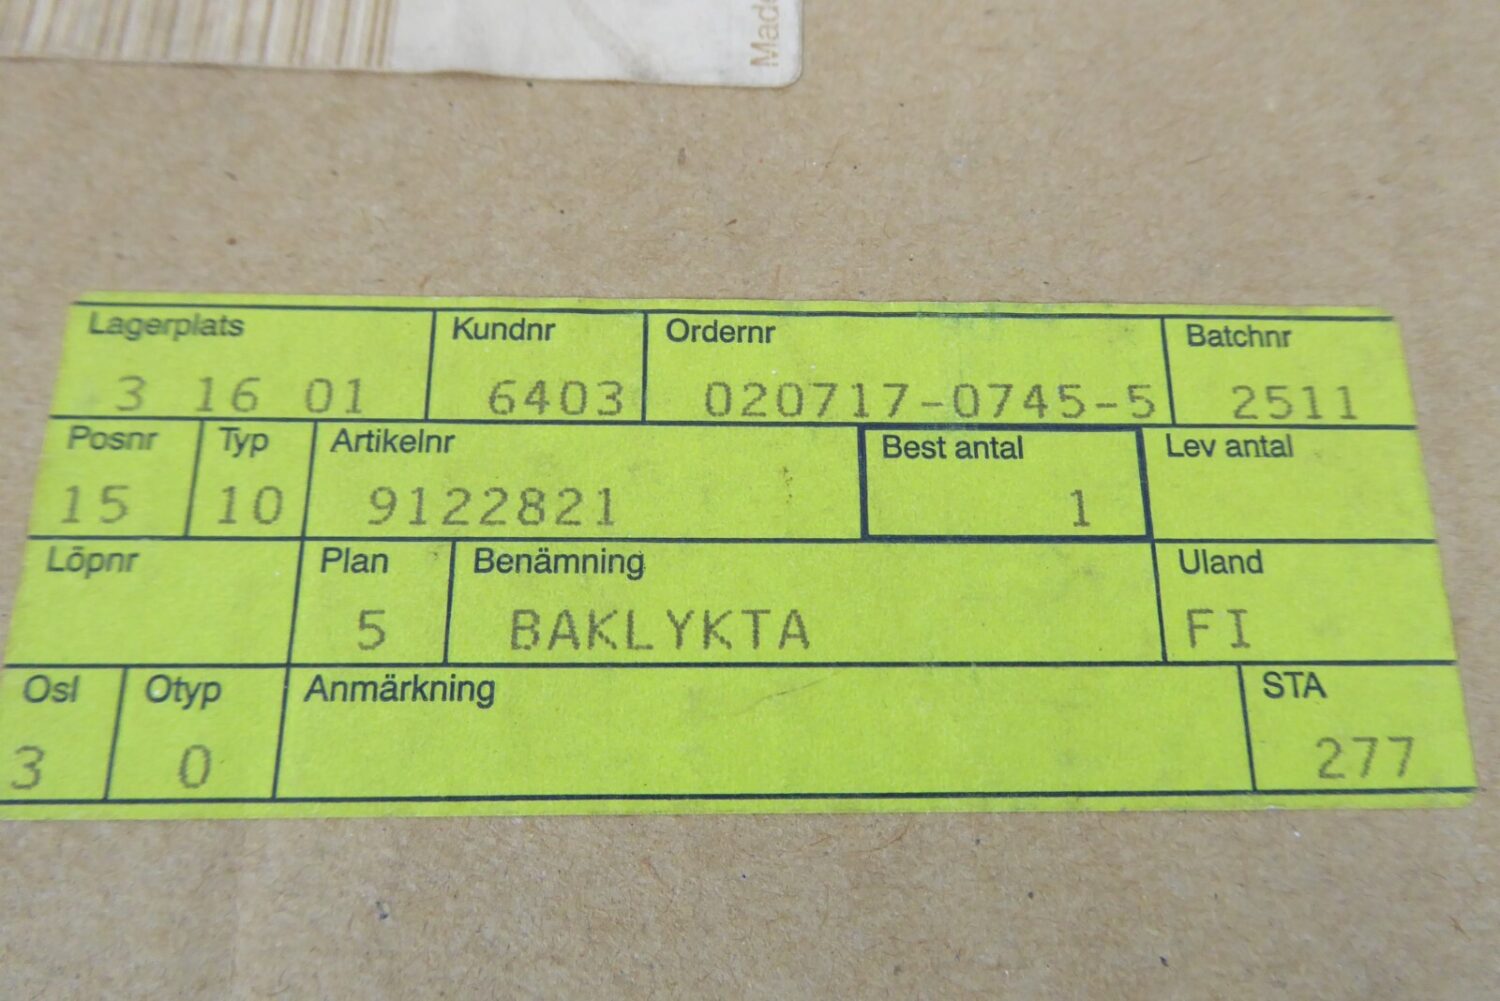 Made
Lagerplats Kundnr Ordernr Batchnr
3 16 01 6403 020717-0745-5 2511
Posnr Typ Artikelnr Best antal Lev antal
15 10 9122821 1
Löpnr Plan Benämning Uland
5 BAKLYKTA FI
Osl Otyp Anmärkning STA
3 0 277